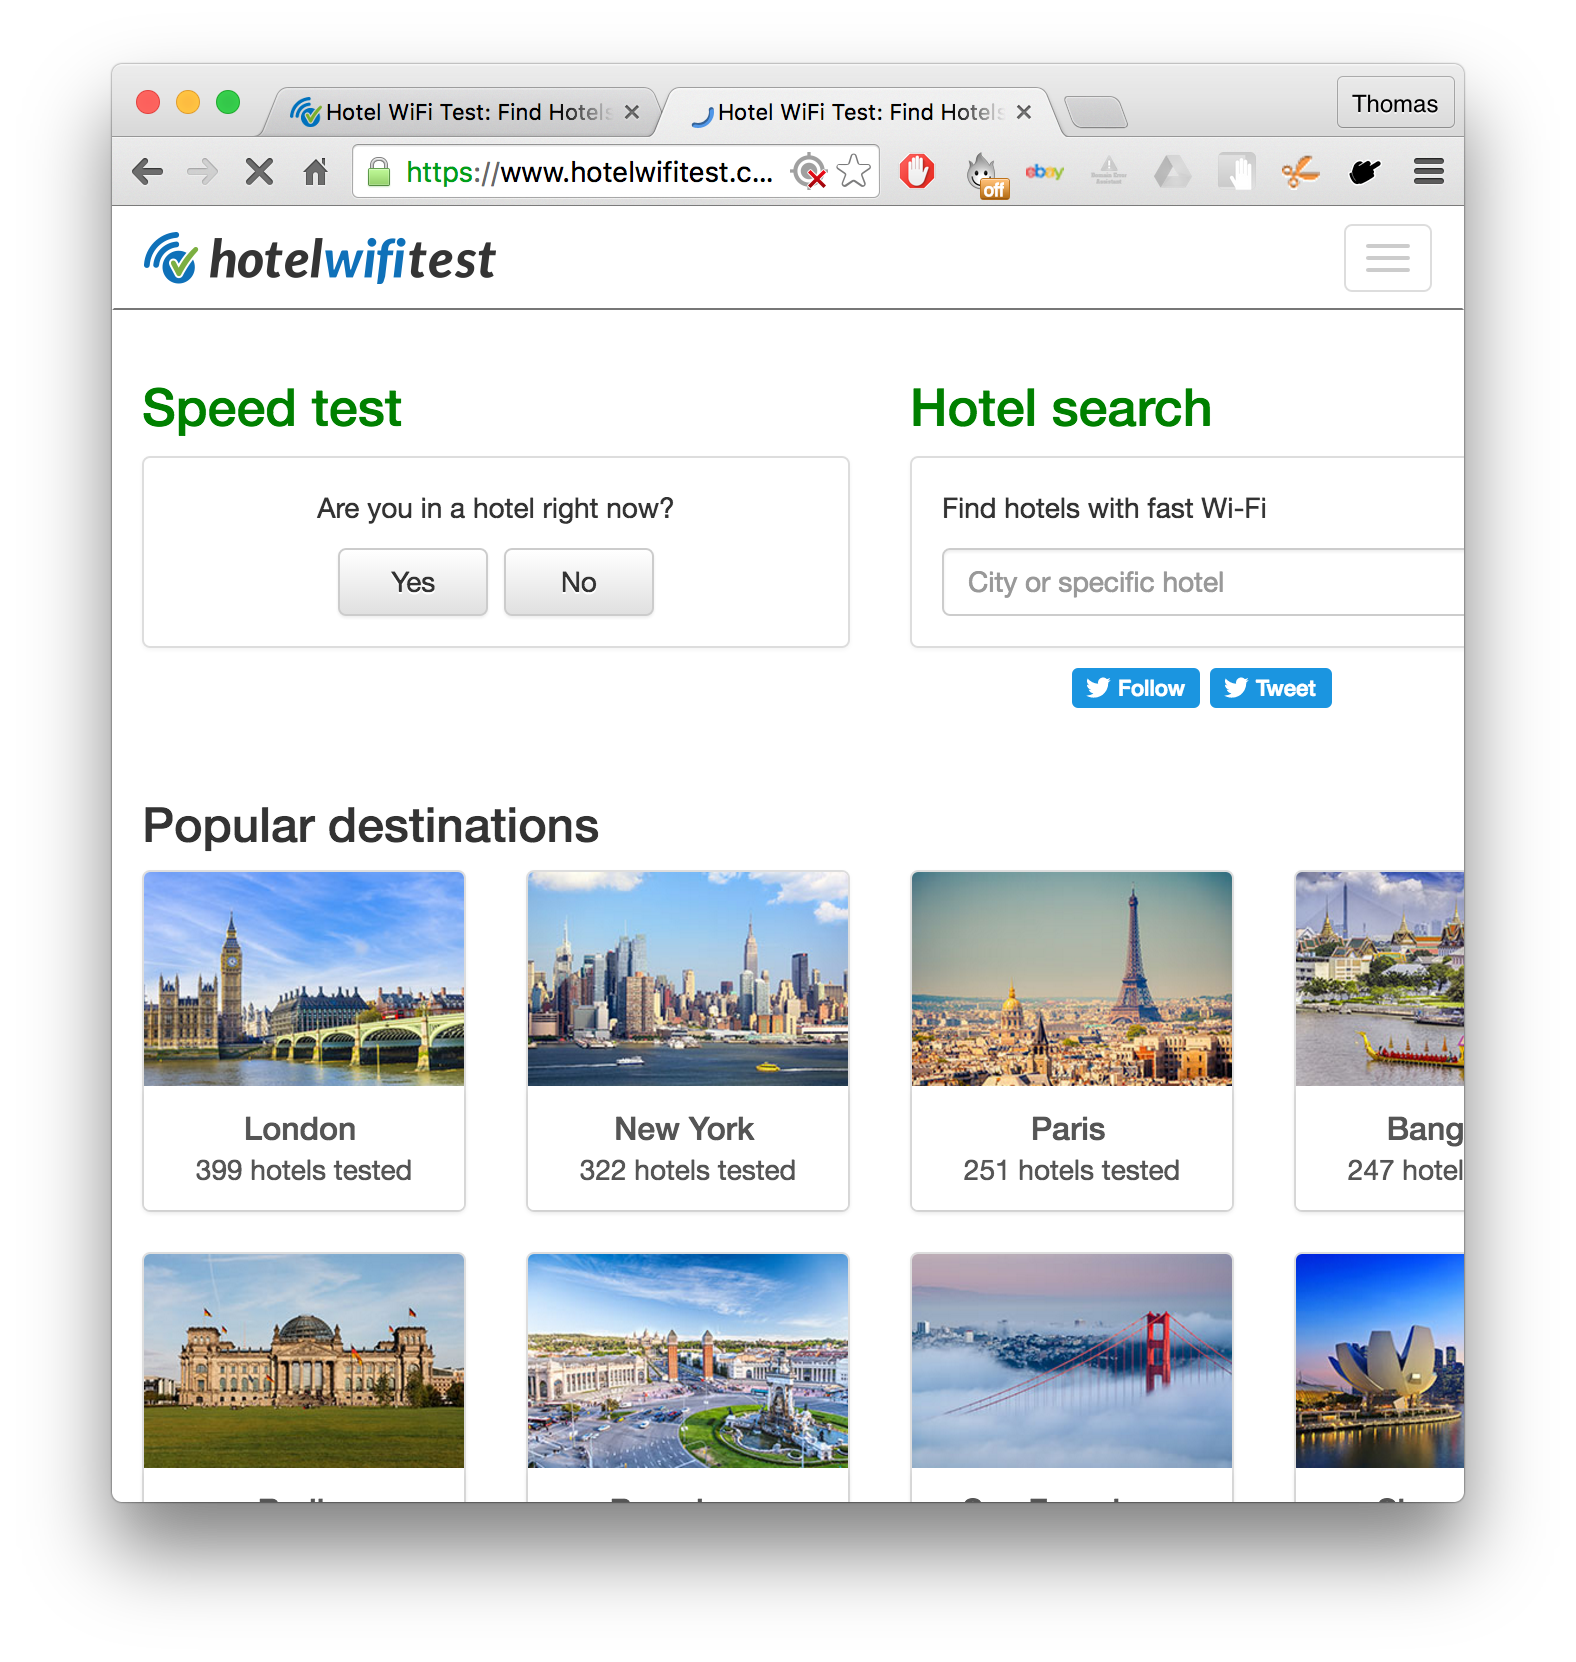 Hotel WiFi Test: Find Hotels
Hotel WiFi Test: Find Hotels
Thomas
https://www.hotelwifitest.c...
off
ebay
hotelwifitest
Speed test
Hotel search
Are you in a hotel right now?
Find hotels with fast Wi-Fi
Yes
No
City or specific hotel
Follow
Tweet
Popular destinations
London
New York
Paris
Bang
399 hotels tested
322 hotels tested
251 hotels tested
247 hotel